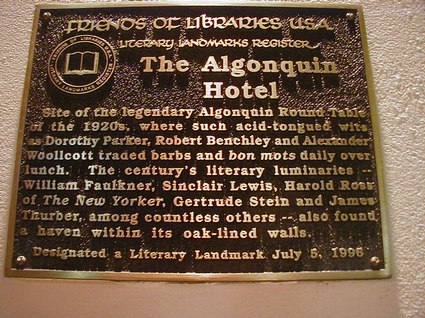 FRIENDS OF LIBRARIES U.S.A.
LITERARY LANDMARKS REGISTER
The Algonquin
Hotel
Site of the legendary Algonquin Round Table
of the 1920s, where such acid-tongued wits
as Dorothy Parker, Robert Benchley and Alexander
Woollcott traded barbs and bon mots daily over
lunch. The century's literary luminaries --
William Faulkner, Sinclair Lewis, Harold Ross
of The New Yorker, Gertrude Stein and James
Thurber, among countless others -- also found
a haven within its oak-lined walls.
Designated a Literary Landmark July 5, 1996